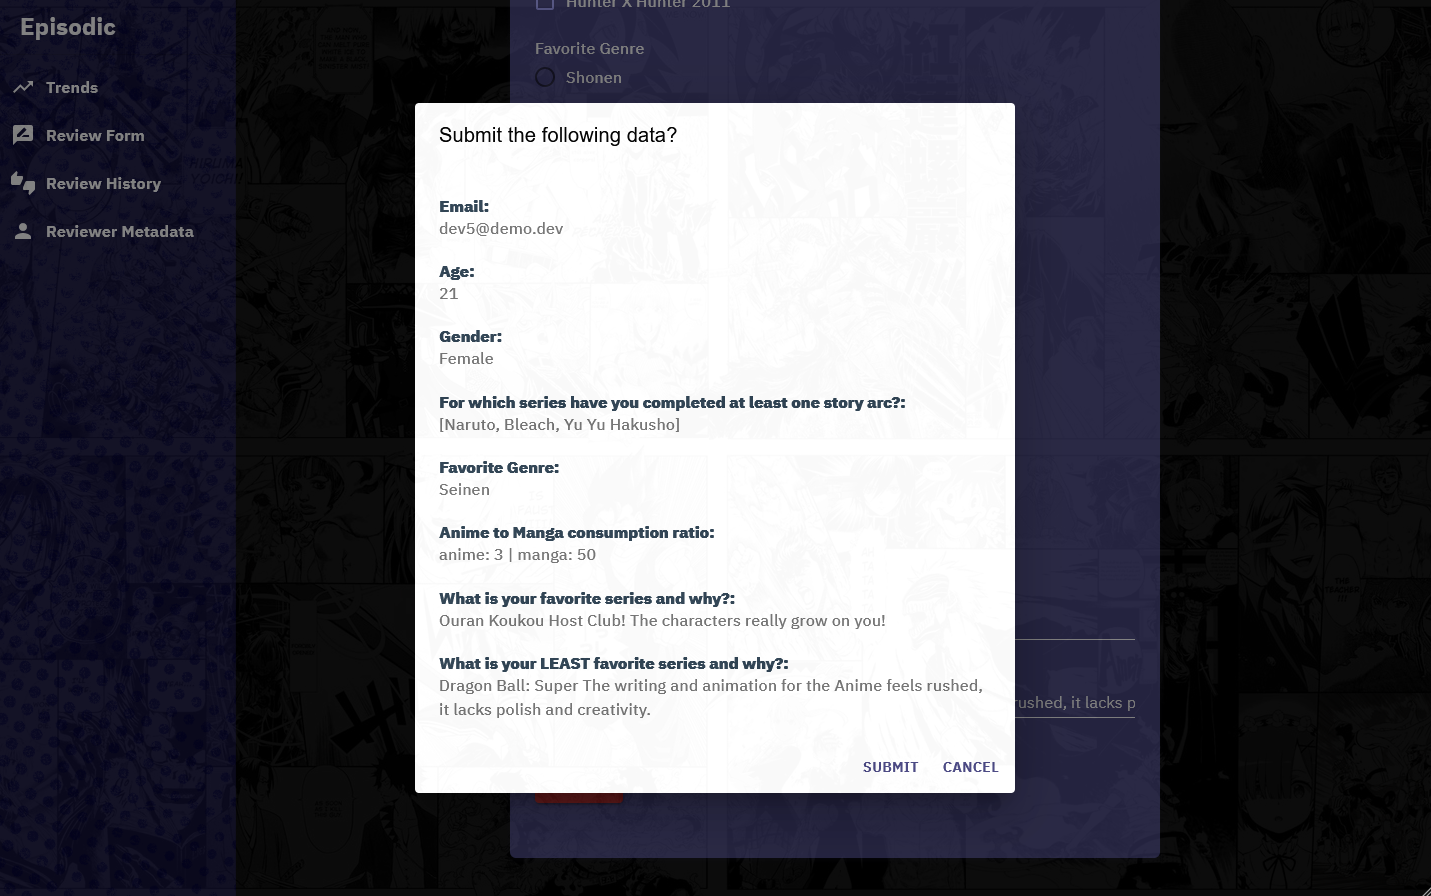 Episodic
Trends
Review Form
Review History
Reviewer Metadata
Hunter X Hunter 2011
Favorite Genre
Shonen
Submit the following data?
Email:
dev5@demo.dev
Age:
21
Gender:
Female
For which series have you completed at least one story arc?:
[Naruto, Bleach, Yu Yu Hakusho]
Favorite Genre:
Seinen
Anime to Manga consumption ratio:
anime: 3 | manga: 50
What is your favorite series and why?:
Ouran Koukou Host Club! The characters really grow on you!
What is your LEAST favorite series and why?:
Dragon Ball: Super The writing and animation for the Anime feels rushed,
it lacks polish and creativity.
rushed, it lacks p
SUBMIT CANCEL